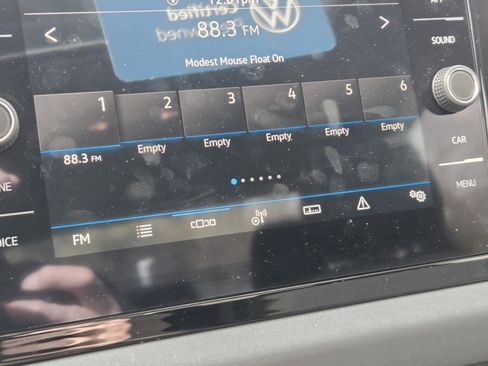 88.3 FM
Modest Mouse Float On
SOUND
1 2 3 4 5 6
88.3 FM Empty Empty Empty Empty Empty
CAR
MENU
FM